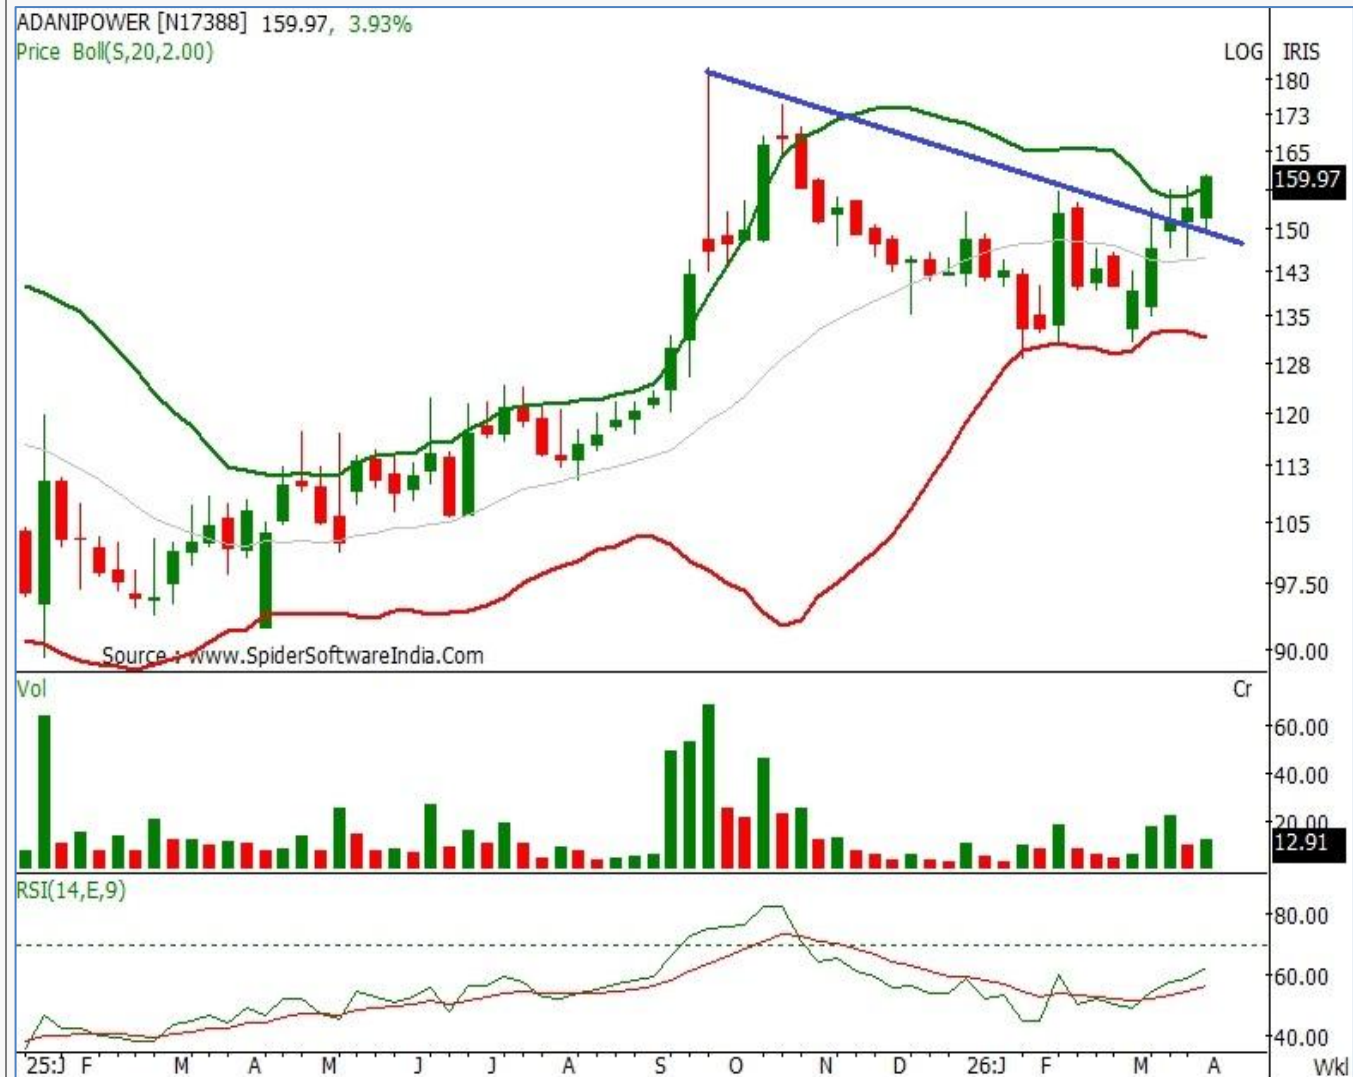 ADANIPOWER [N17388] 159.97, 3.93%
Price Boll(S,20,2.00)
LOG IRIS
180
173
165
159.97
150
143
135
128
120
113
105
97.50
90.00
Source : www.SpiderSoftwareIndia.Com
Vol
Cr
60.00
40.00
20.00
12.91
RSI(14,E,9)
80.00
60.00
40.00
25:J F M A M J J A S O N D 26:J F M A Wkl